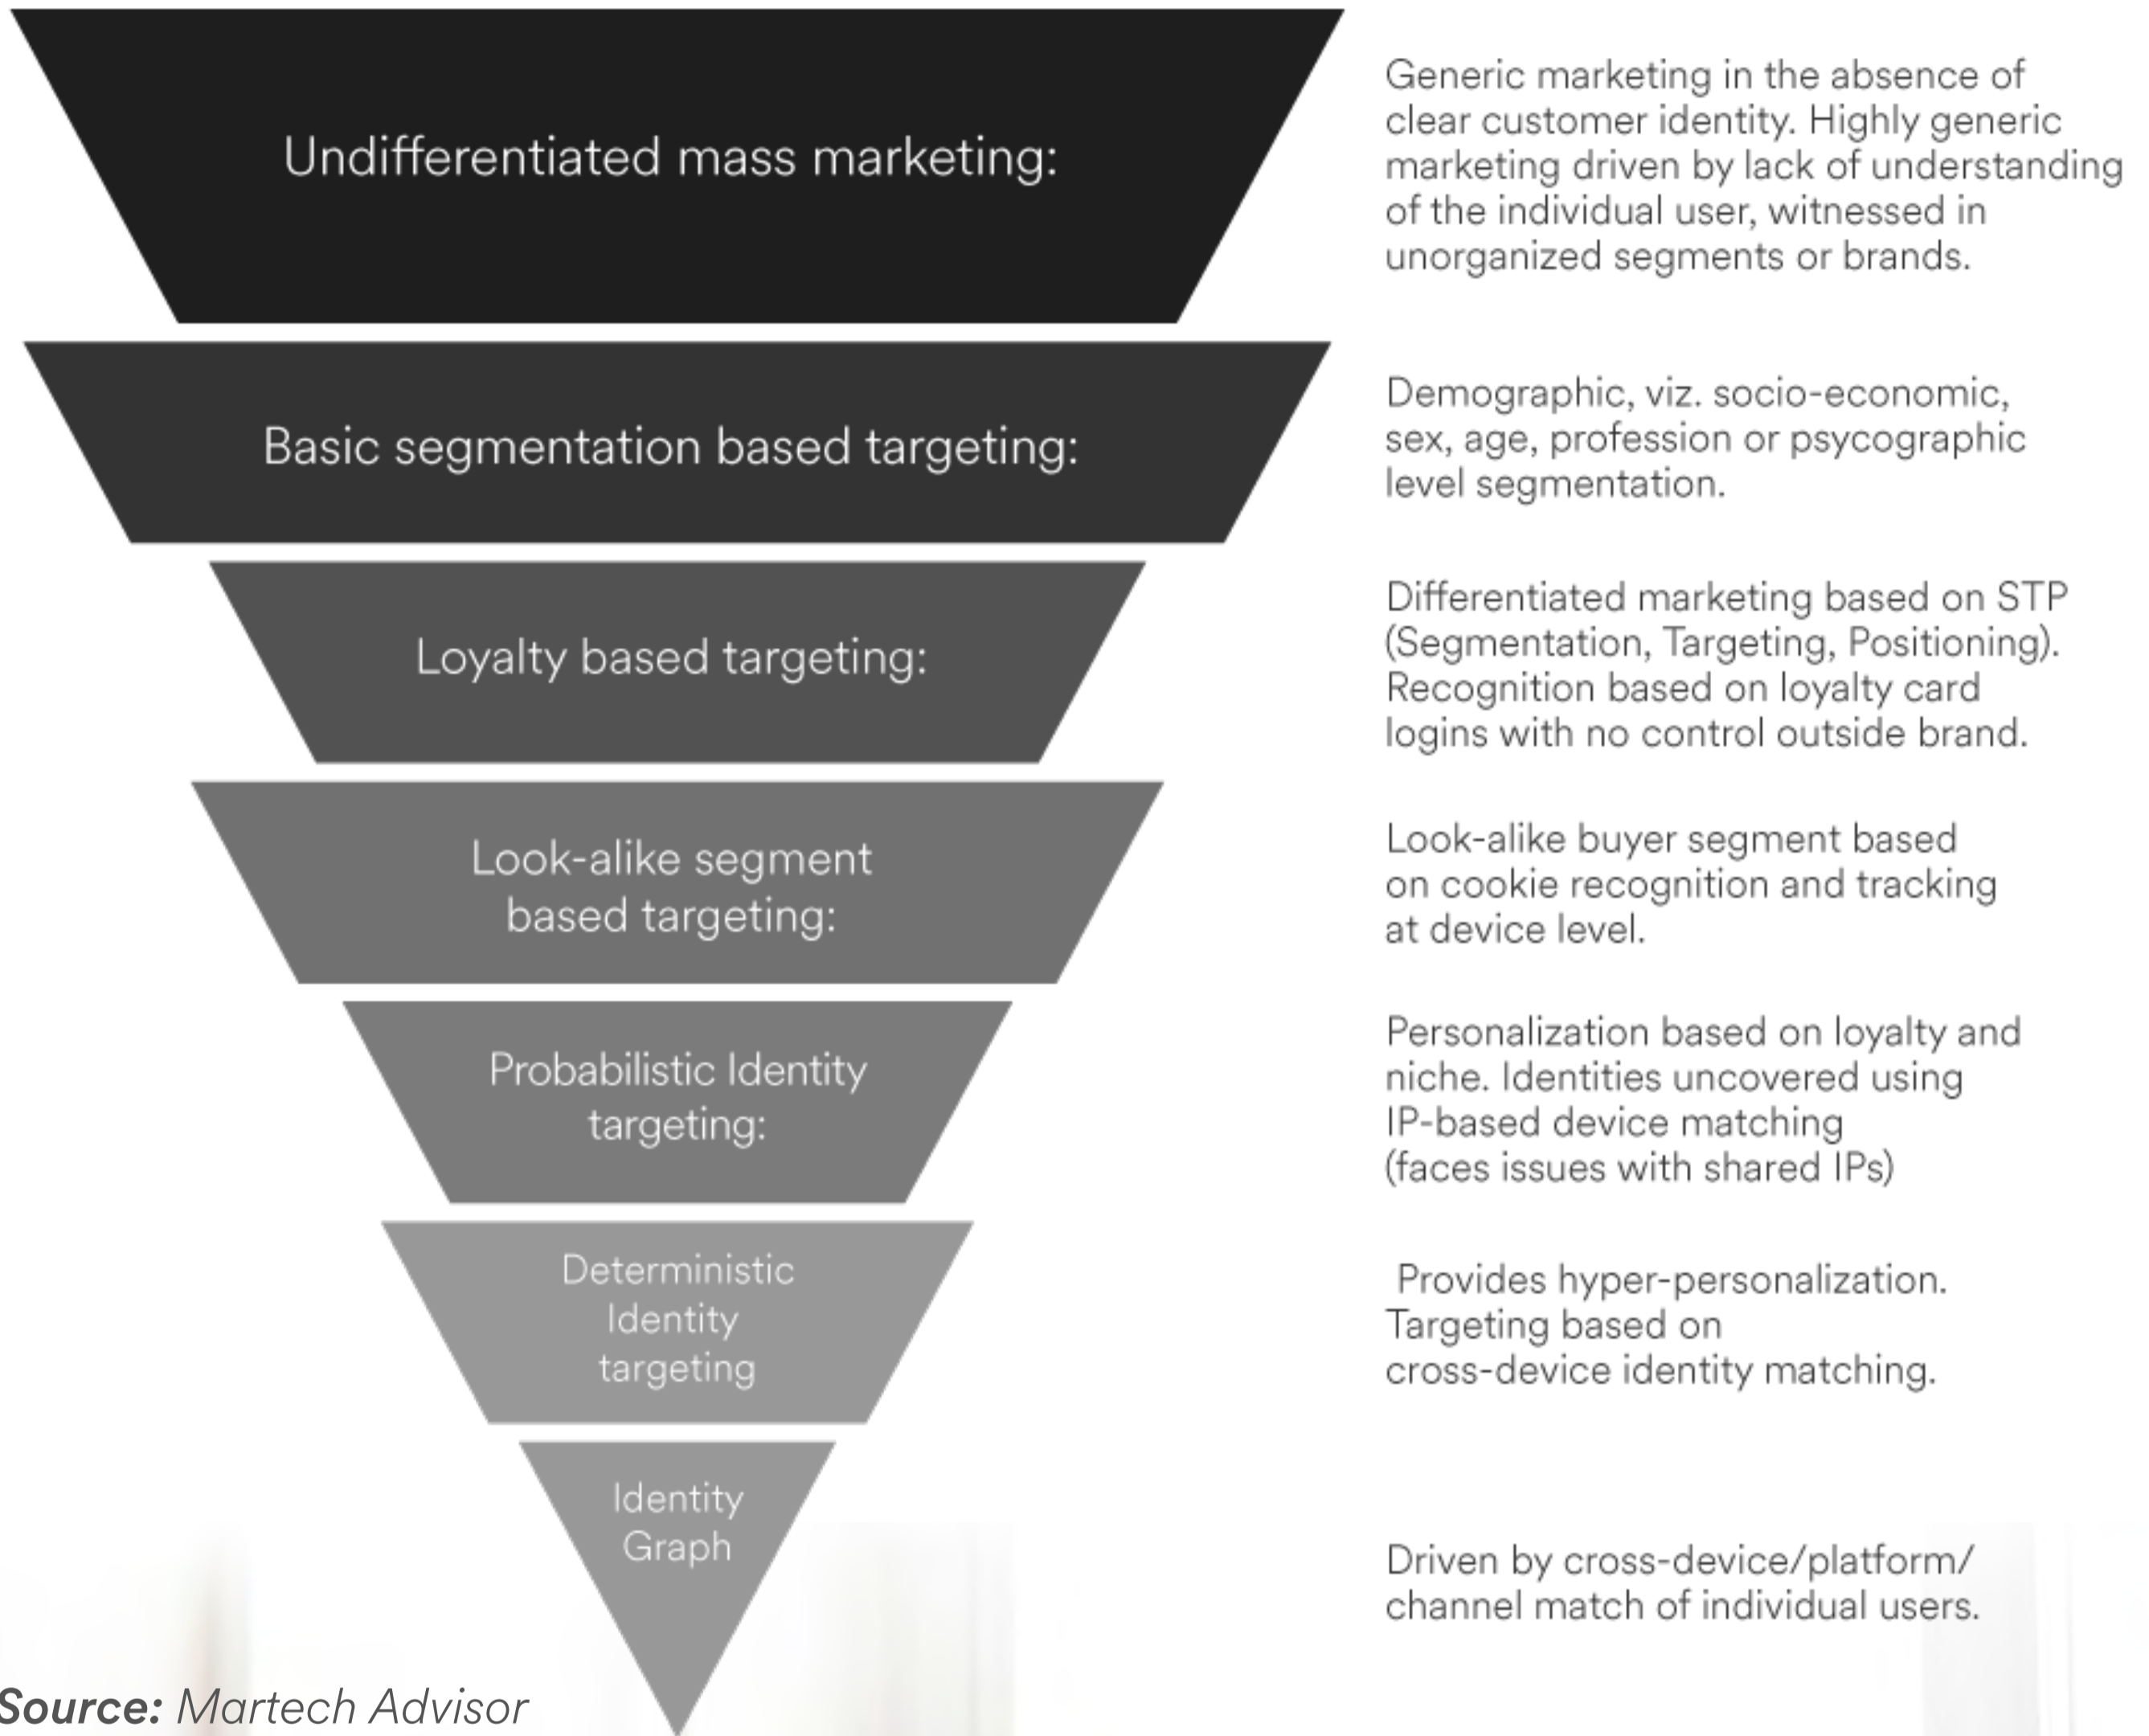 Undifferentiated mass marketing:
Generic marketing in the absence of
clear customer identity. Highly generic
marketing driven by lack of understanding
of the individual user, witnessed in
unorganized segments or brands.
Basic segmentation based targeting:
Demographic, viz. socio-economic,
sex, age, profession or psycographic
level segmentation.
Loyalty based targeting:
Differentiated marketing based on STP
(Segmentation, Targeting, Positioning).
Recognition based on loyalty card
logins with no control outside brand.
Look-alike segment
based targeting:
Look-alike buyer segment based
on cookie recognition and tracking
at device level.
Probabilistic Identity
targeting:
Personalization based on loyalty and
niche. Identities uncovered using
IP-based device matching
(faces issues with shared IPs)
Deterministic
Identity
targeting
Provides hyper-personalization.
Targeting based on
cross-device identity matching.
Identity
Graph
Driven by cross-device/platform/
channel match of individual users.
Source: Martech Advisor